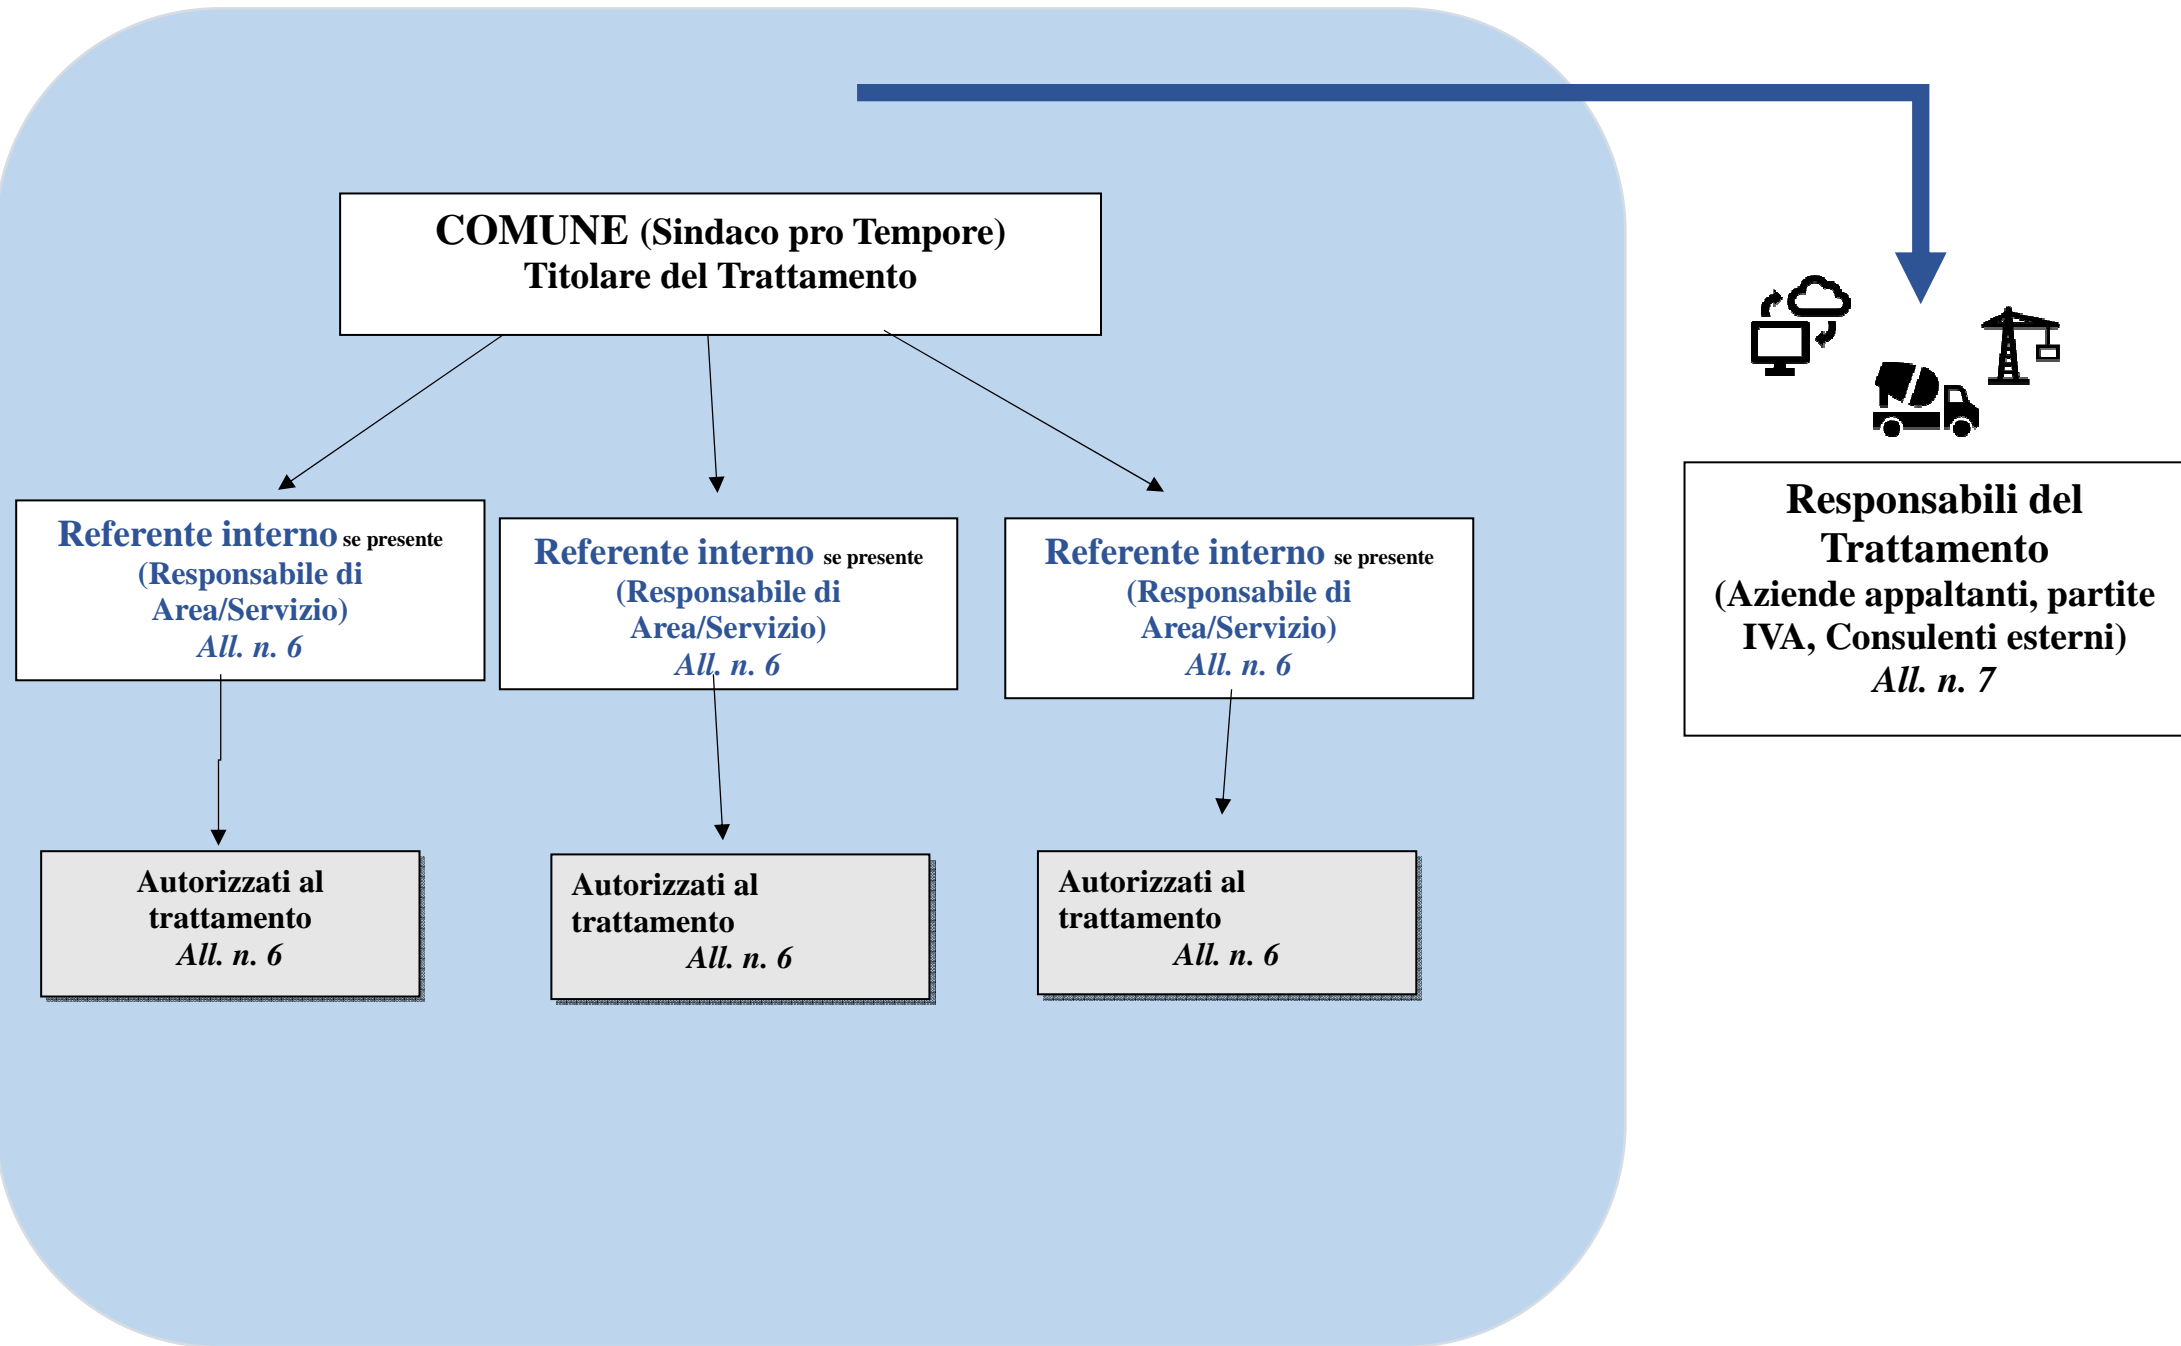 COMUNE (Sindaco pro Tempore)
Titolare del Trattamento
Referente interno se presente
(Responsabile di
Area/Servizio)
All. n. 6
Referente interno se presente
(Responsabile di
Area/Servizio)
All. n. 6
Referente interno se presente
(Responsabile di
Area/Servizio)
All. n. 6
Responsabili del
Trattamento
(Aziende appaltanti, partite
IVA, Consulenti esterni)
All. n. 7
Autorizzati al
trattamento
All. n. 6
Autorizzati al
trattamento
All. n. 6
Autorizzati al
trattamento
All. n. 6